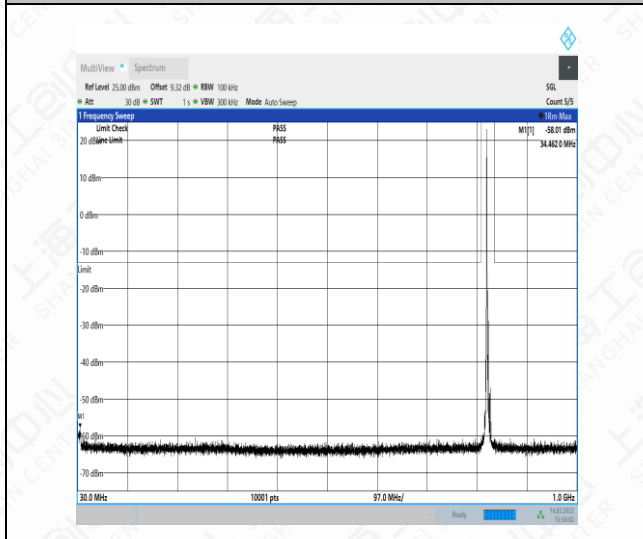 MultiView Spectrum
Ref Level 25.00 dBm Offset 9.32 dB RBW 100 kHz SGL
Att 30 dB SWT 1 s VBW 300 kHz Mode Auto Sweep Count 5/5
1 Frequency Sweep 1Rm Max
Limit Check PASS M1[1] -58.01 dBm
20 dBm Line Limit PASS 34.462 0 MHz
10 dBm
0 dBm
-10 dBm
Limit
-20 dBm
-30 dBm
-40 dBm
-50 dBm
M1
-60 dBm
-70 dBm
30.0 MHz 10001 pts 97.0 MHz/ 1.0 GHz
Ready 14.02.2023